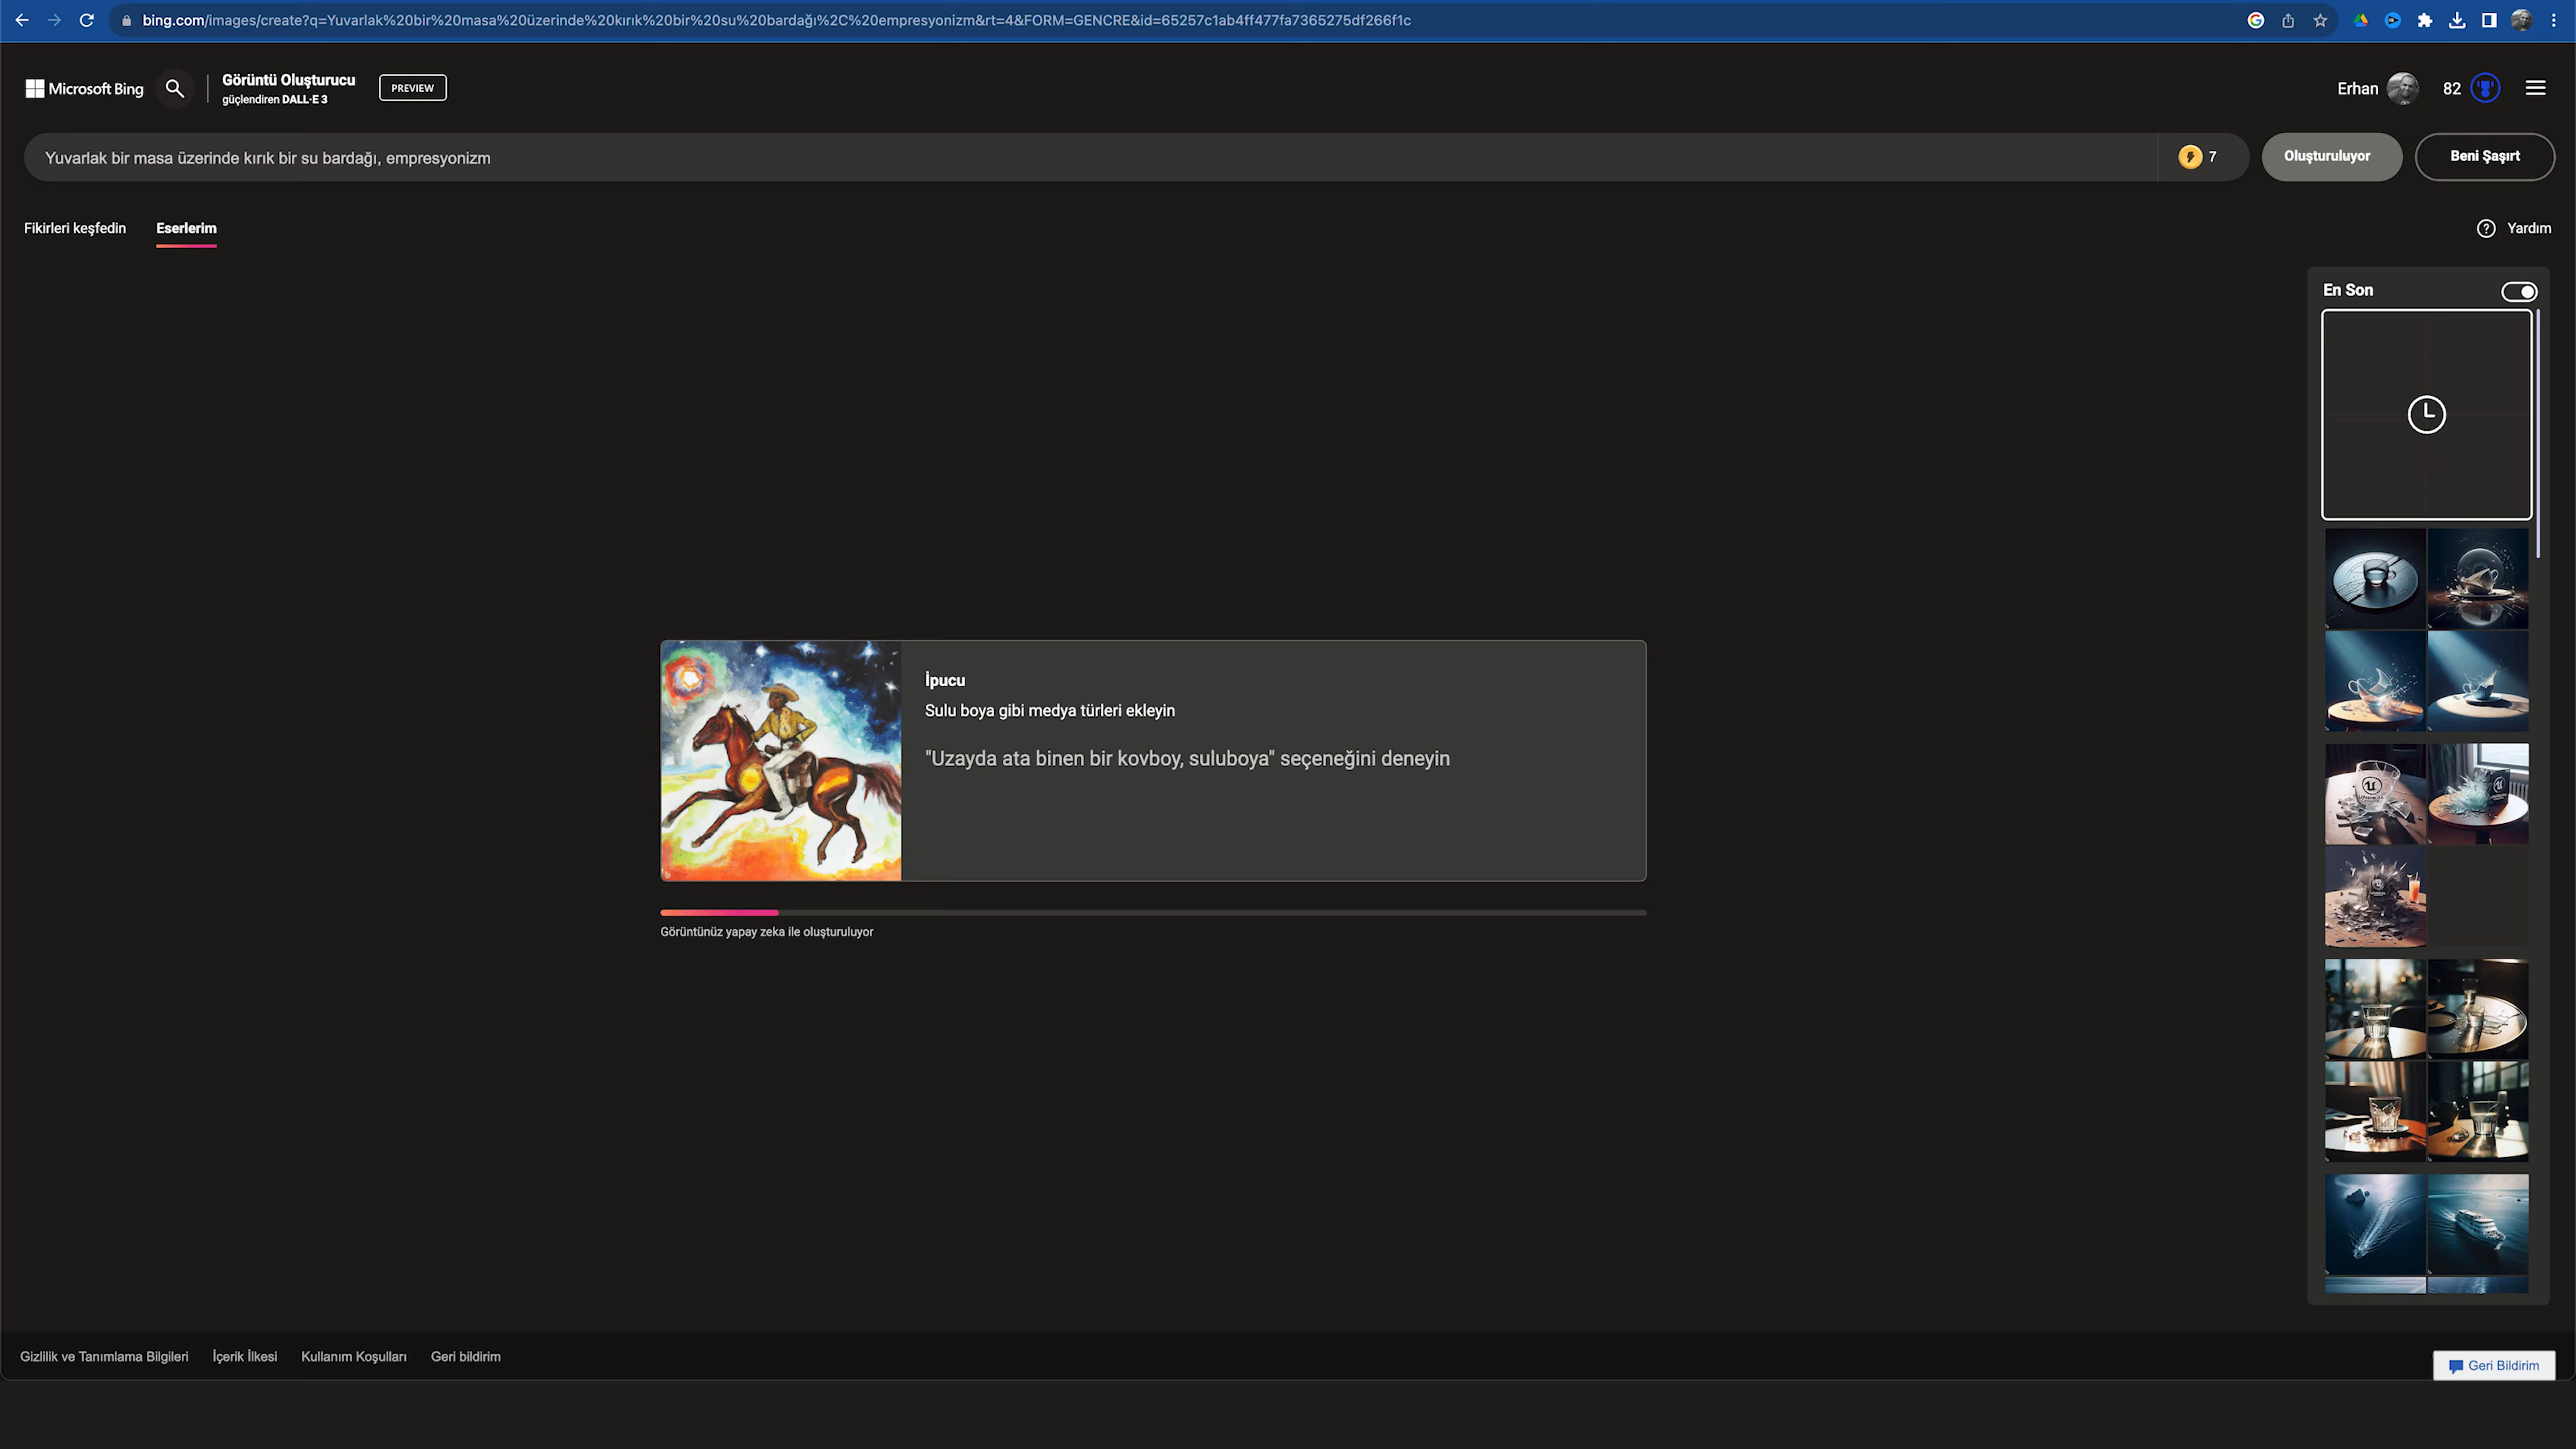 bing.com/images/create?q=Yuvarlak%20bir%20masa%20üzerinde%20kırık%20bir%20su%20bardağı%2C%20empresyonizm&rt=4&FORM=GENCRE&id=65257c1ab4ff477fa7365275df266f1c
Microsoft Bing
Görüntü Oluşturucu
güçlendiren DALL·E 3
PREVIEW
Erhan
82
Yuvarlak bir masa üzerinde kırık bir su bardağı, empresyonizm
7
Oluşturuluyor
Beni Şaşırt
Fikirleri keşfedin
Eserlerim
Yardım
En Son
İpucu
Sulu boya gibi medya türleri ekleyin
"Uzayda ata binen bir kovboy, suluboya" seçeneğini deneyin
Görüntünüz yapay zeka ile oluşturuluyor
Gizlilik ve Tanımlama Bilgileri
İçerik İlkesi
Kullanım Koşulları
Geri bildirim
Geri Bildirim